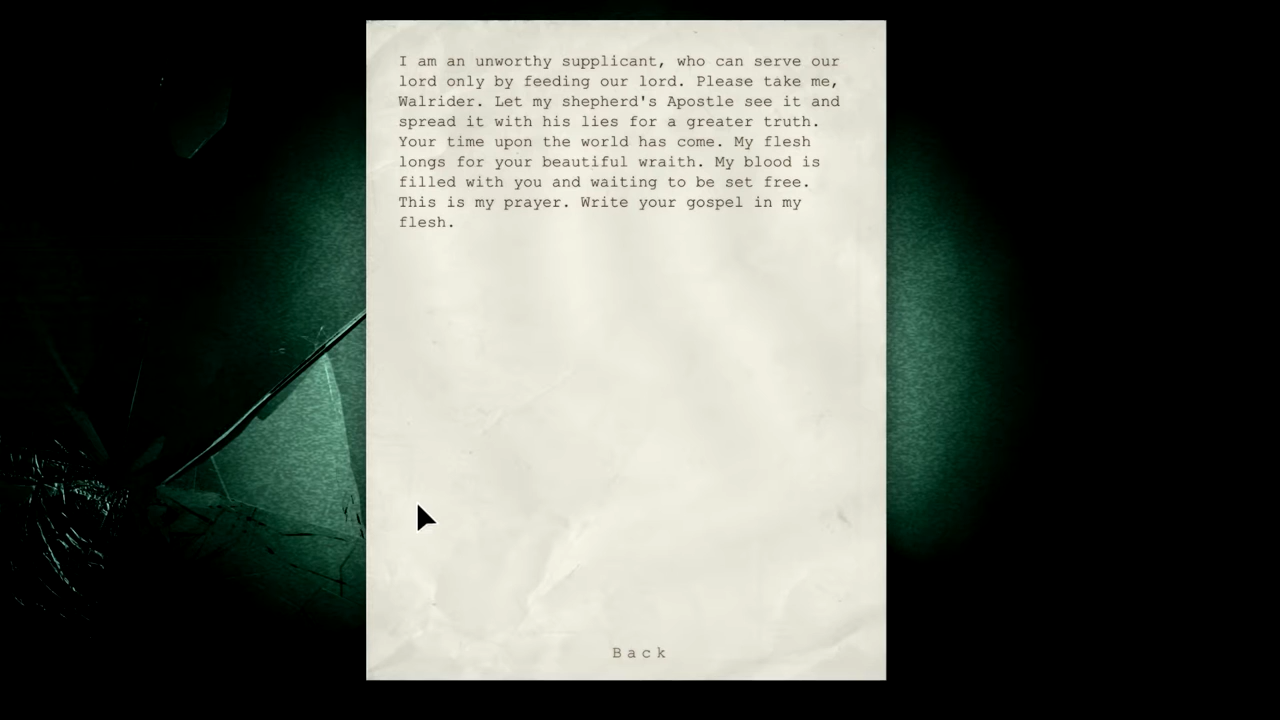 I am an unworthy supplicant, who can serve our
lord only by feeding our lord. Please take me,
Walrider. Let my shepherd's Apostle see it and
spread it with his lies for a greater truth.
Your time upon the world has come. My flesh
longs for your beautiful wraith. My blood is
filled with you and waiting to be set free.
This is my prayer. Write your gospel in my
flesh.
Back